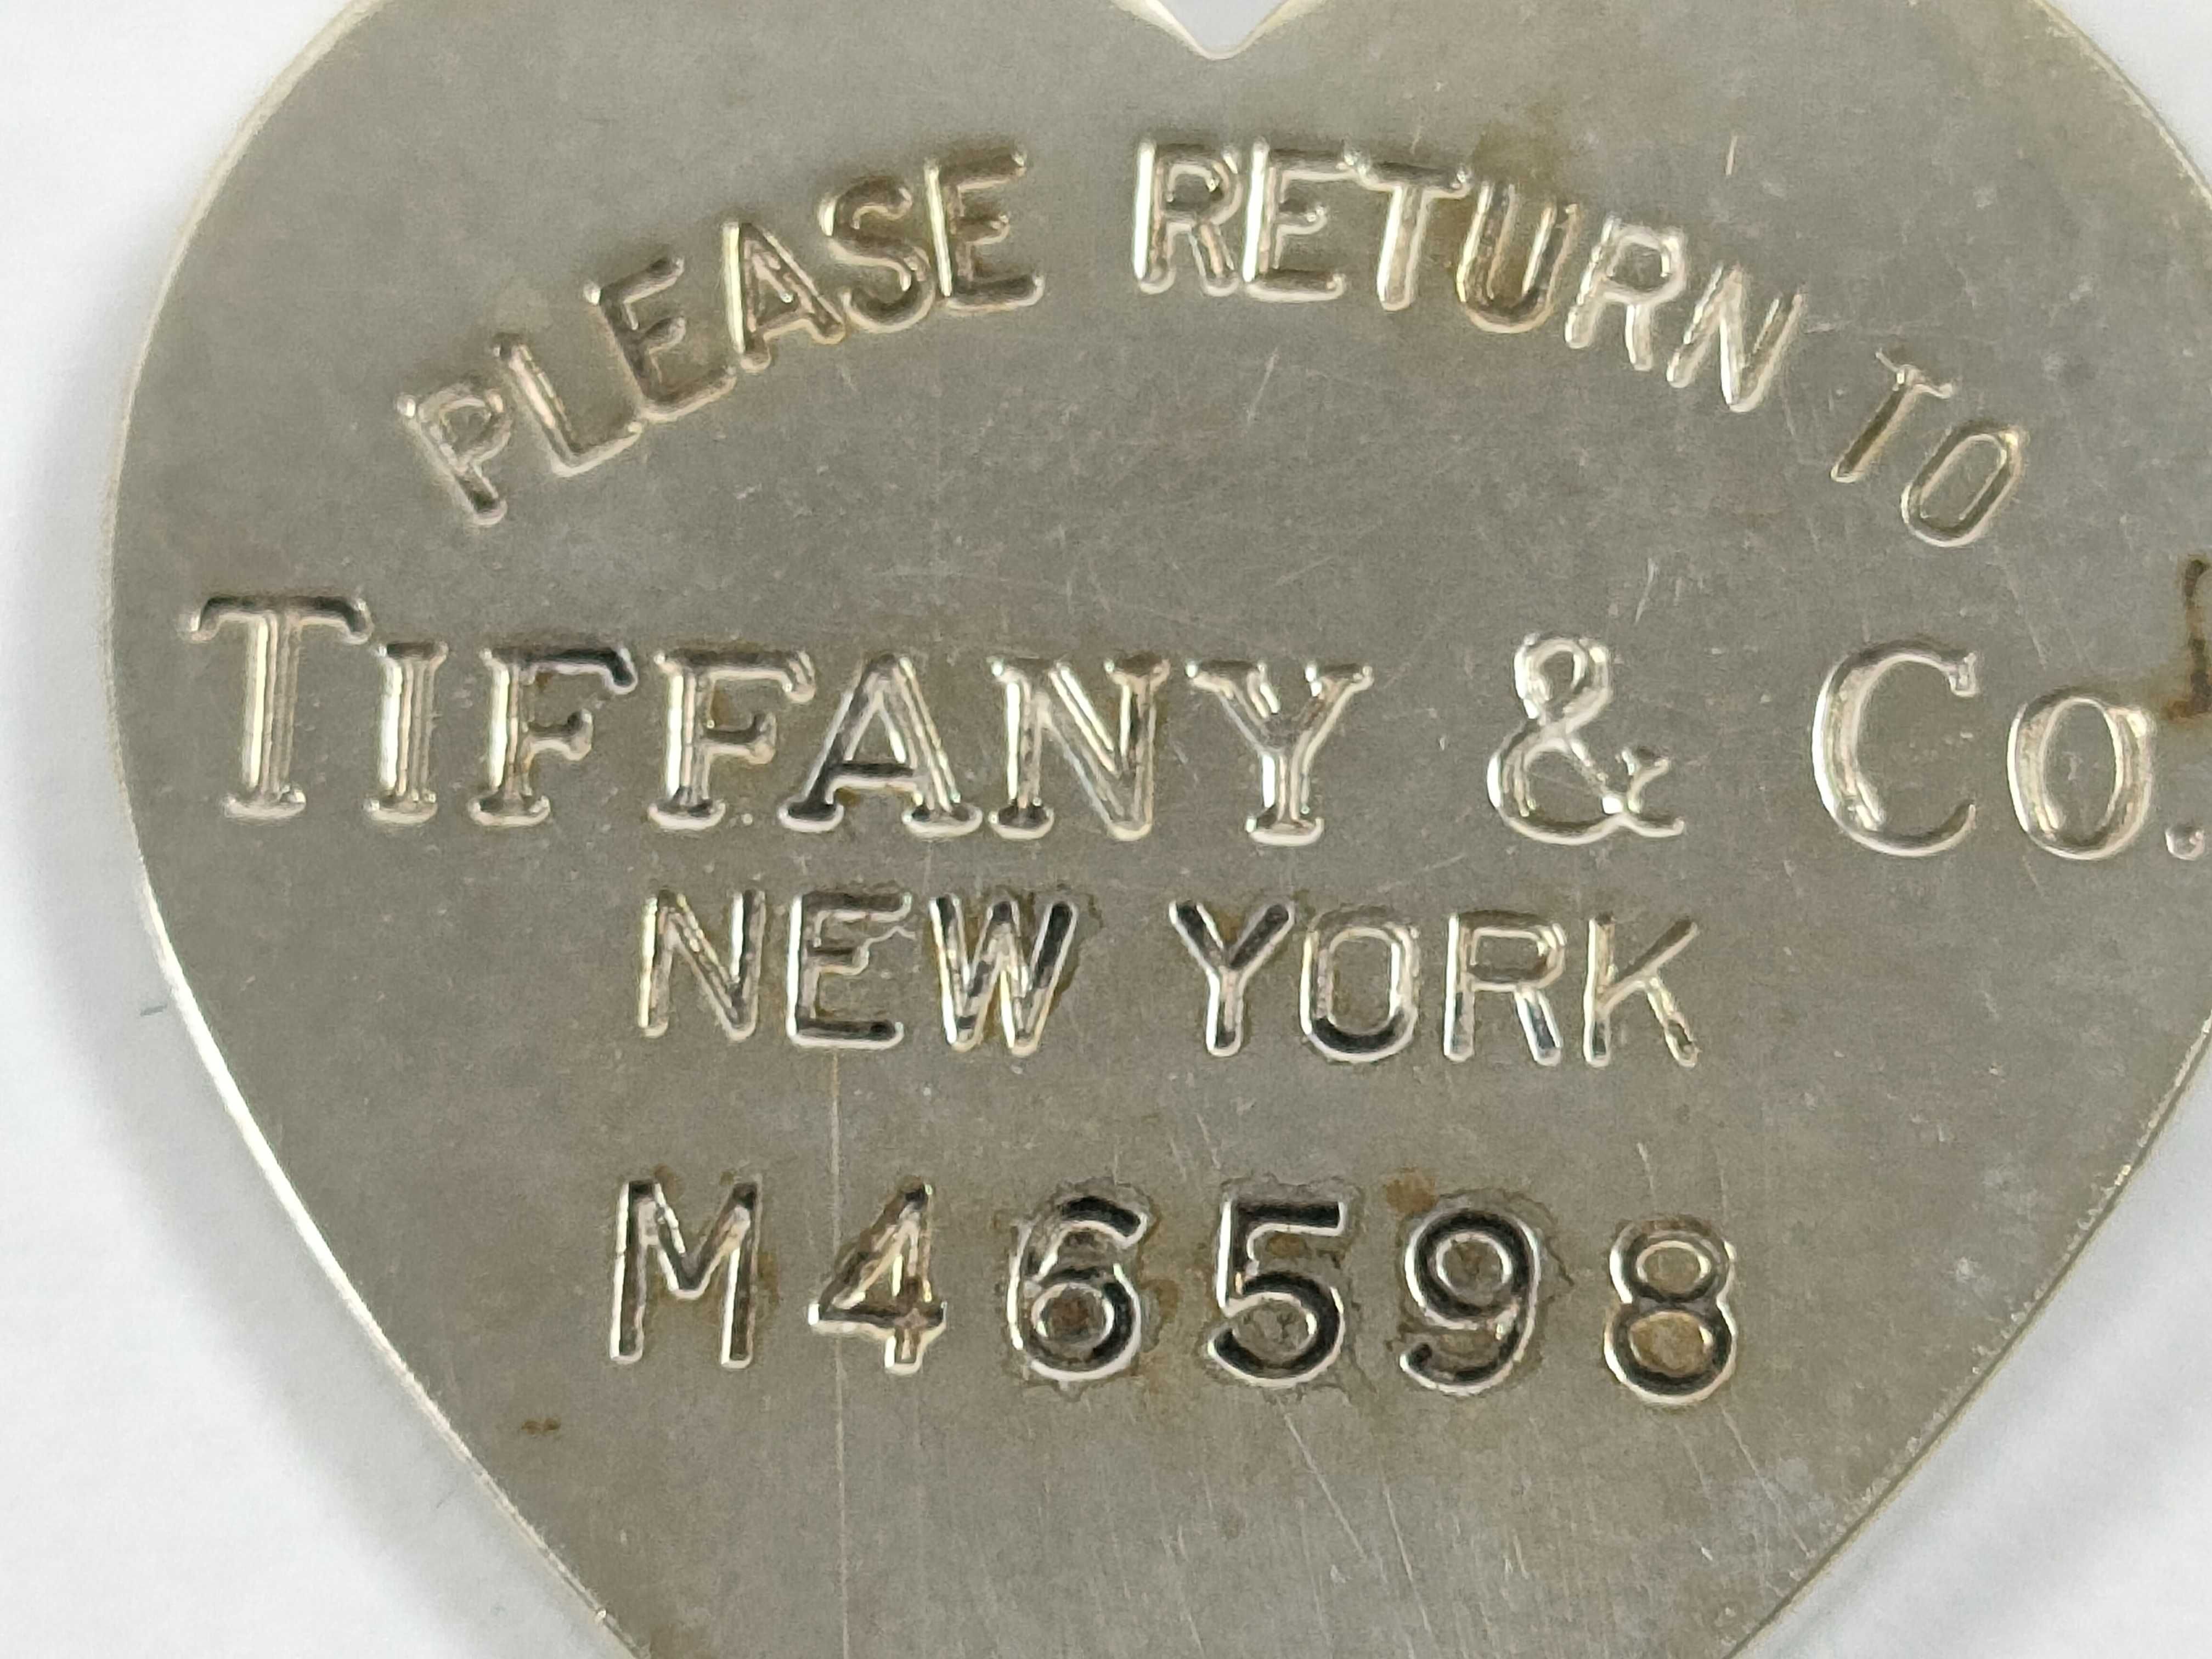 PLEASE RETURN TO
TIFFANY & Co.
NEW YORK
M46598